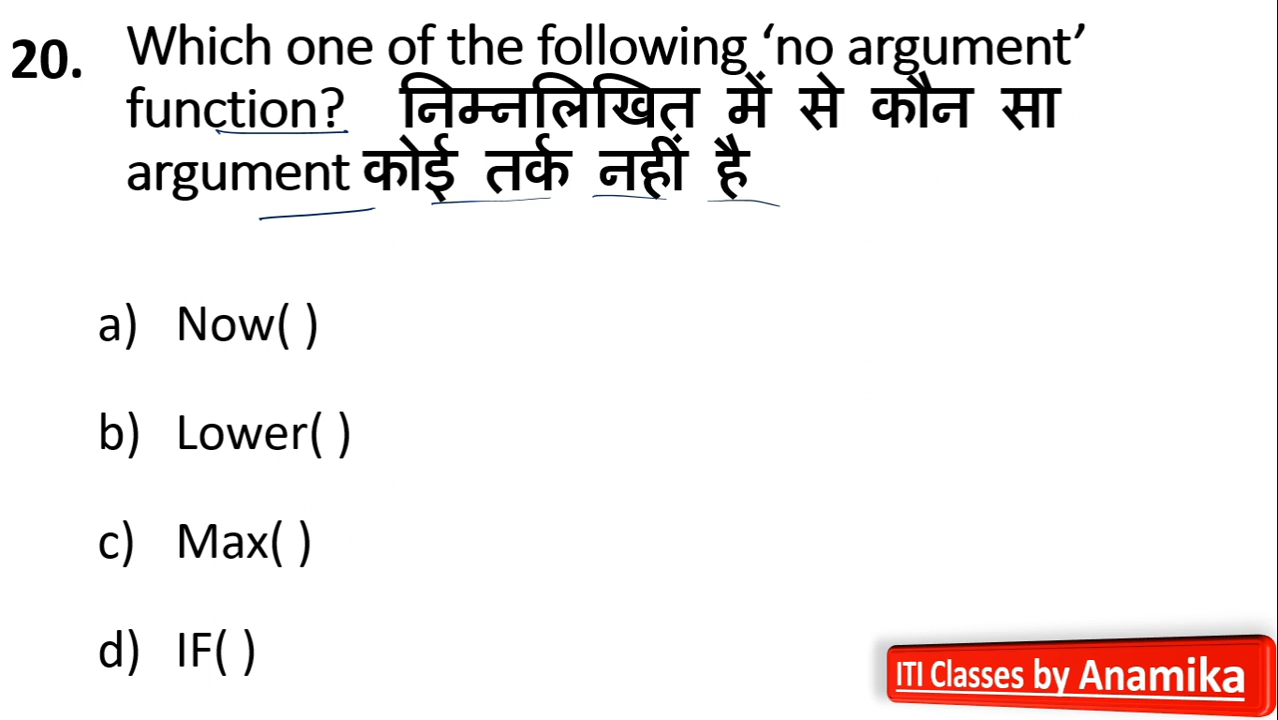 20. Which one of the following ‘no argument’
function? निम्नलिखित में से कौन सा
argument कोई तर्क नहीं है
a) Now( )
b) Lower( )
c) Max( )
d) IF( )
ITI Classes by Anamika